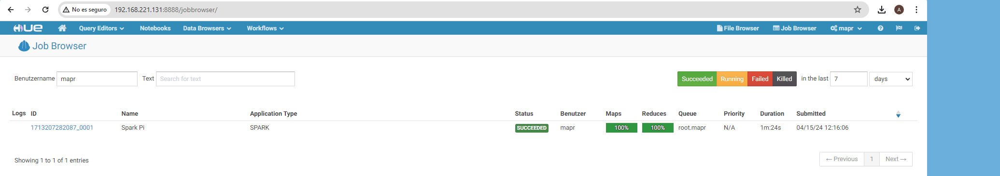 No es seguro 192.168.221.131:8888/jobbrowser/ A
HUE Query Editors Notebooks Data Browsers Workflows File Browser Job Browser mapr ?
Job Browser
Benutzername mapr Text Search for text Succeeded Running Failed Killed in the last 7 days
Logs ID Name Application Type Status Benutzer Maps Reduces Queue Priority Duration Submitted
1713207282087_0001 Spark Pi SPARK SUCCEEDED mapr 100% 100% root.mapr N/A 1m:24s 04/15/24 12:16:06
Showing 1 to 1 of 1 entries ← Previous 1 Next →